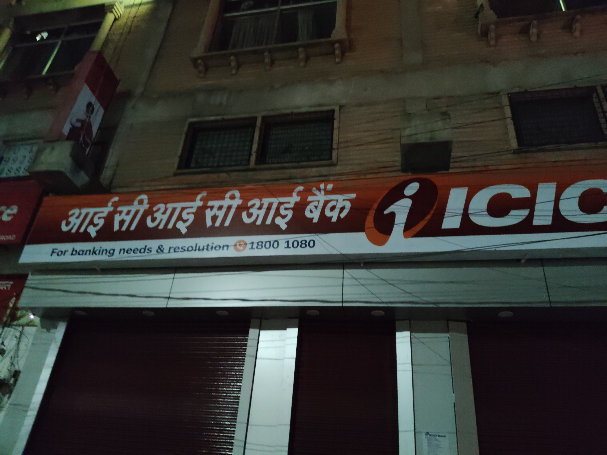 आई सी आई सी आई बैंक
ICIC
For banking needs & resolution 1800 1080